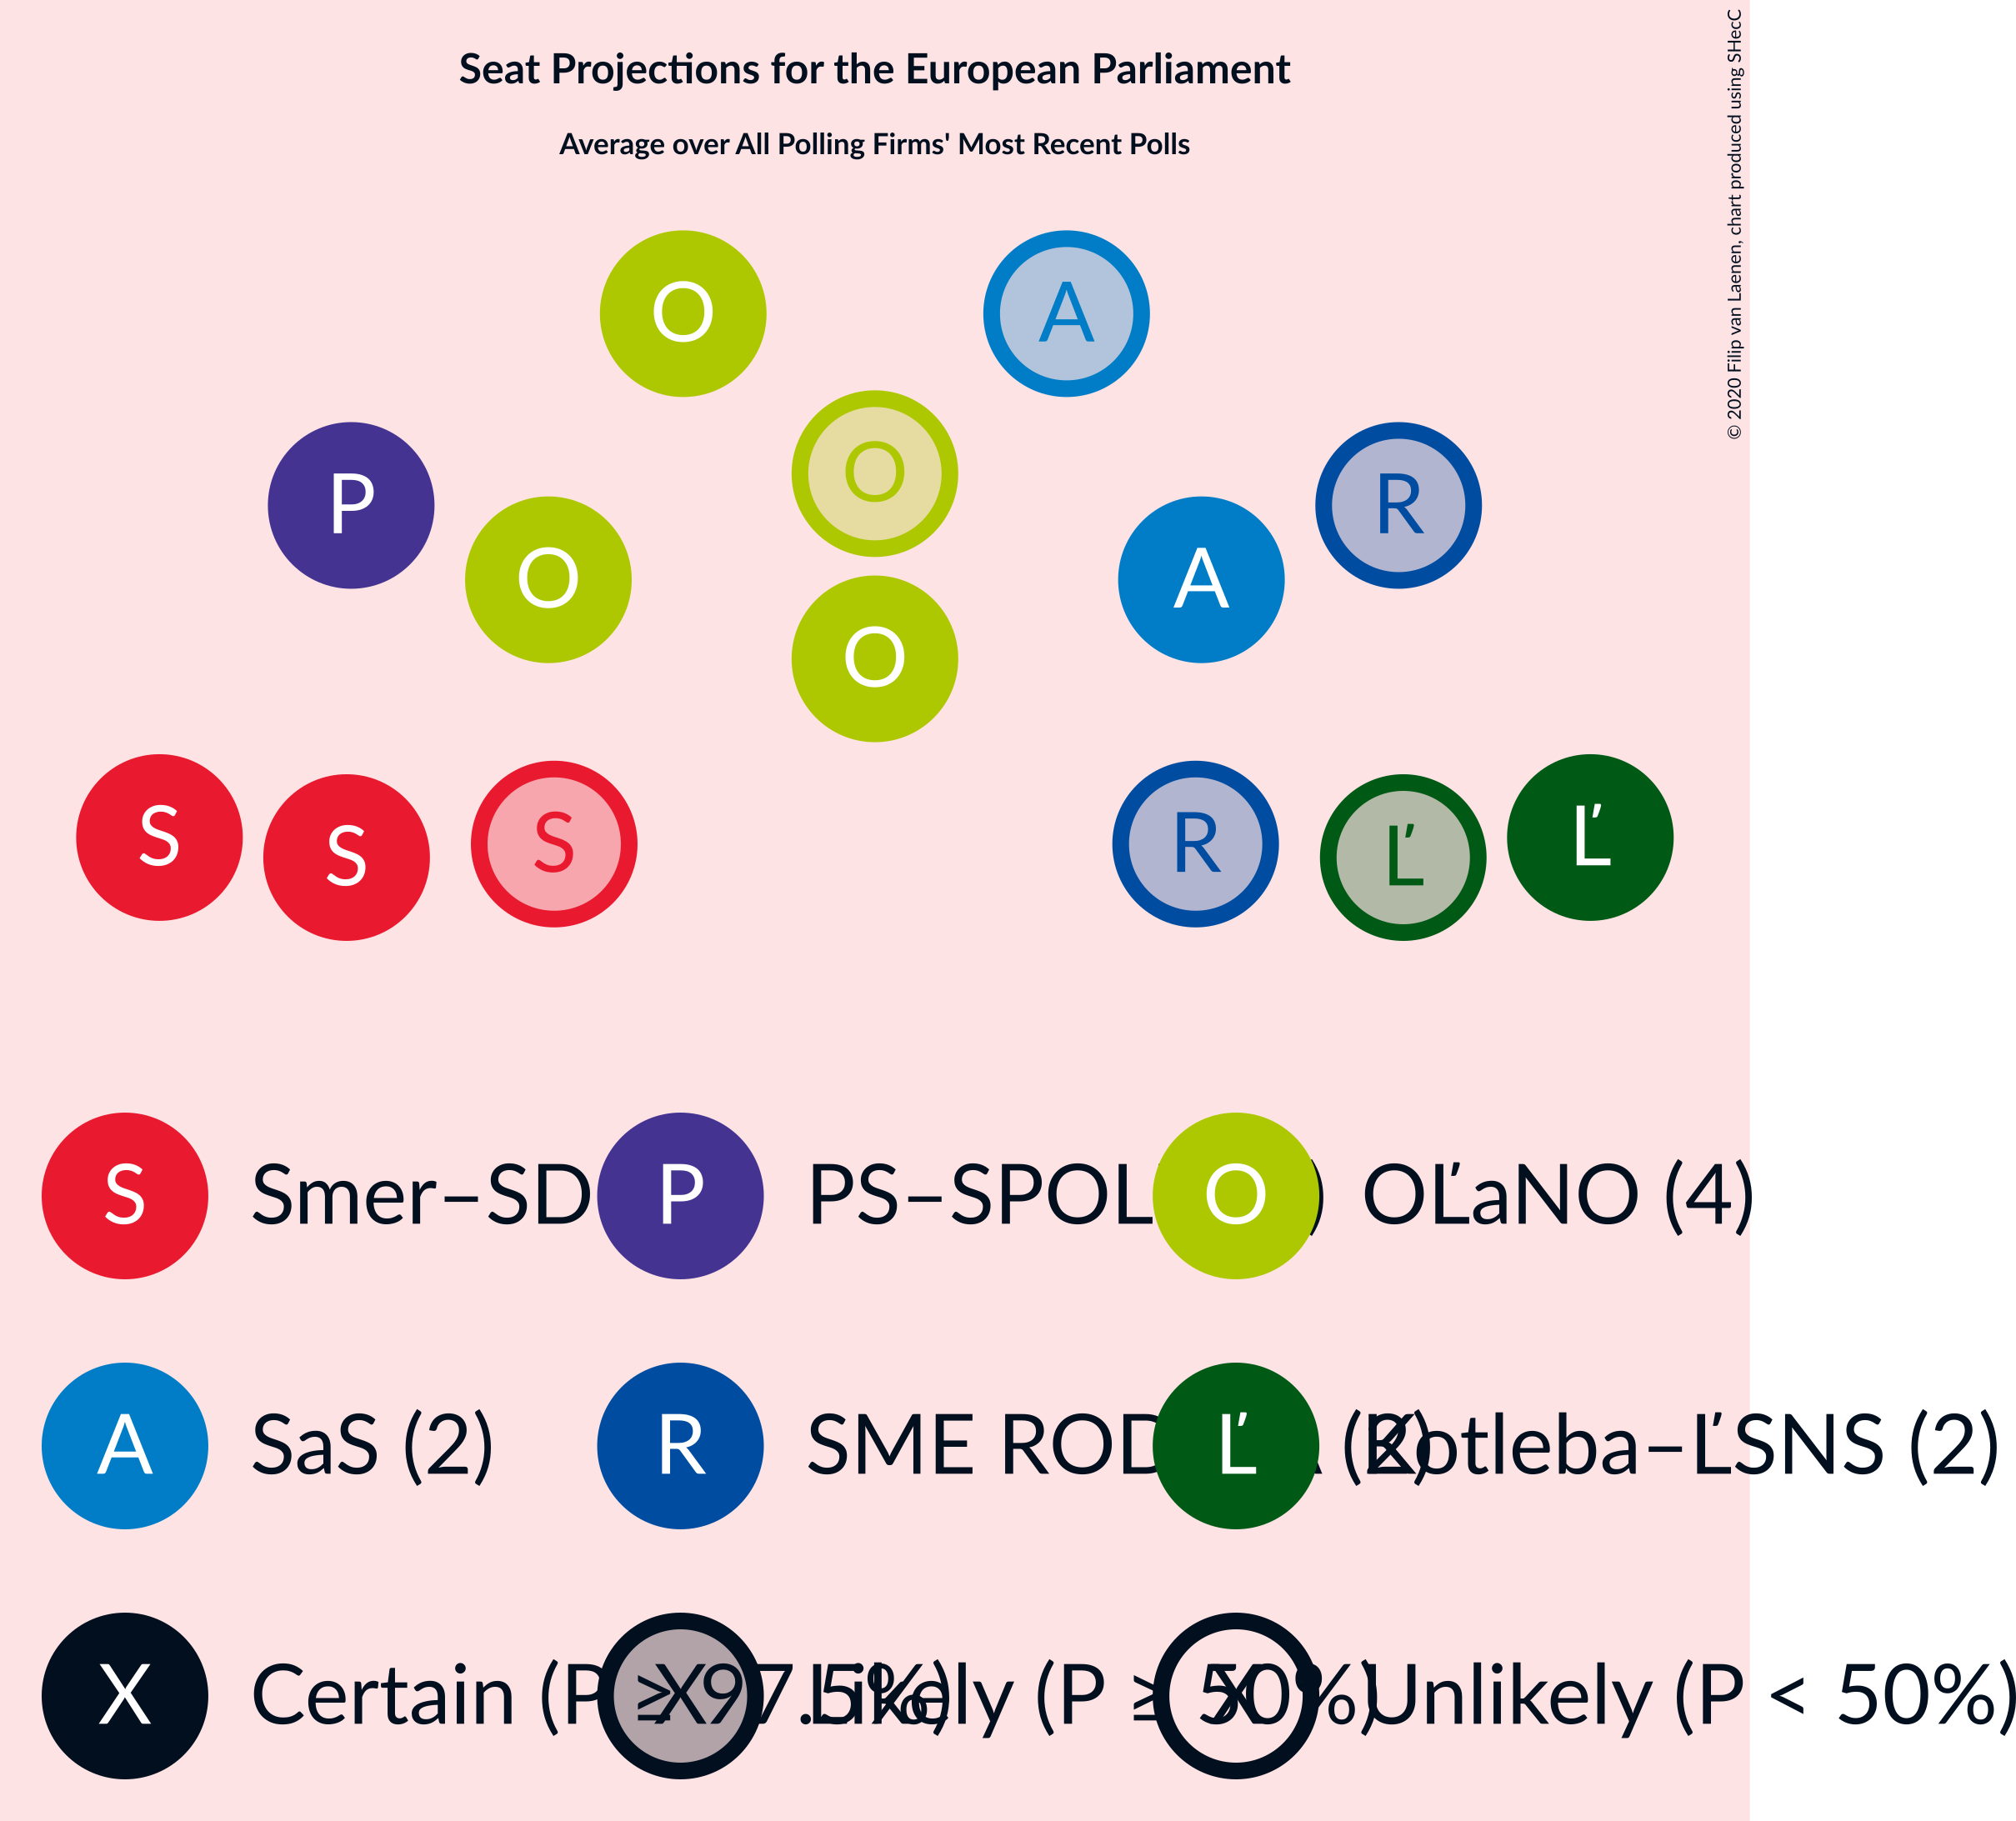 Seat Projections for the European Parliament
Average over All Polling Firms' Most Recent Polls
© 2020 Filip van Laenen, chart produced using SHecC
O A
P O R
O A
O
S S S R Ľ Ľ
S Smer–SD P PS–SPOL O OĽaNO (4)
A SaS (2) R SME ROD Ľ Kotleba–ĽSNS (2)
X Certain (P ≥ 97.5%) X Likely (P ≥ 50%) X Unlikely (P < 50%)